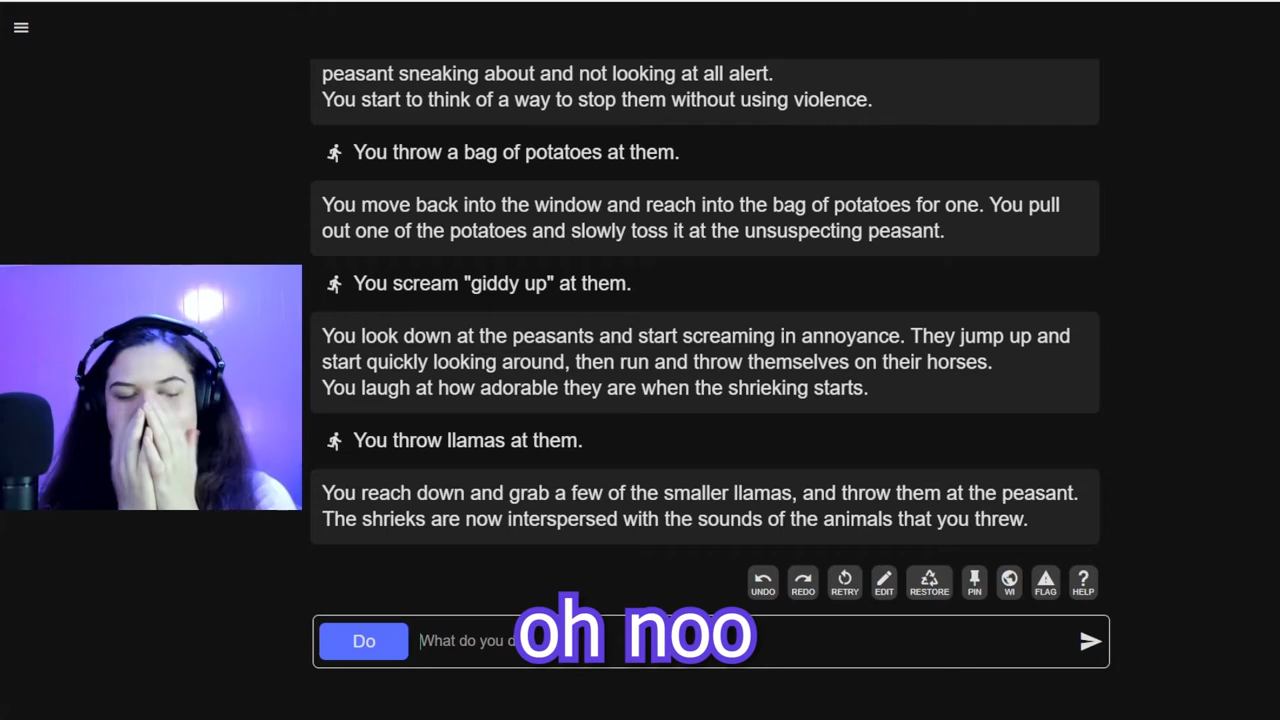 peasant sneaking about and not looking at all alert.
You start to think of a way to stop them without using violence.
You throw a bag of potatoes at them.
You move back into the window and reach into the bag of potatoes for one. You pull
out one of the potatoes and slowly toss it at the unsuspecting peasant.
You scream "giddy up" at them.
You look down at the peasants and start screaming in annoyance. They jump up and
start quickly looking around, then run and throw themselves on their horses.
You laugh at how adorable they are when the shrieking starts.
You throw llamas at them.
You reach down and grab a few of the smaller llamas, and throw them at the peasant.
The shrieks are now interspersed with the sounds of the animals that you threw.
UNDO REDO RETRY EDIT RESTORE PIN WI FLAG HELP
Do What do you d
oh noo